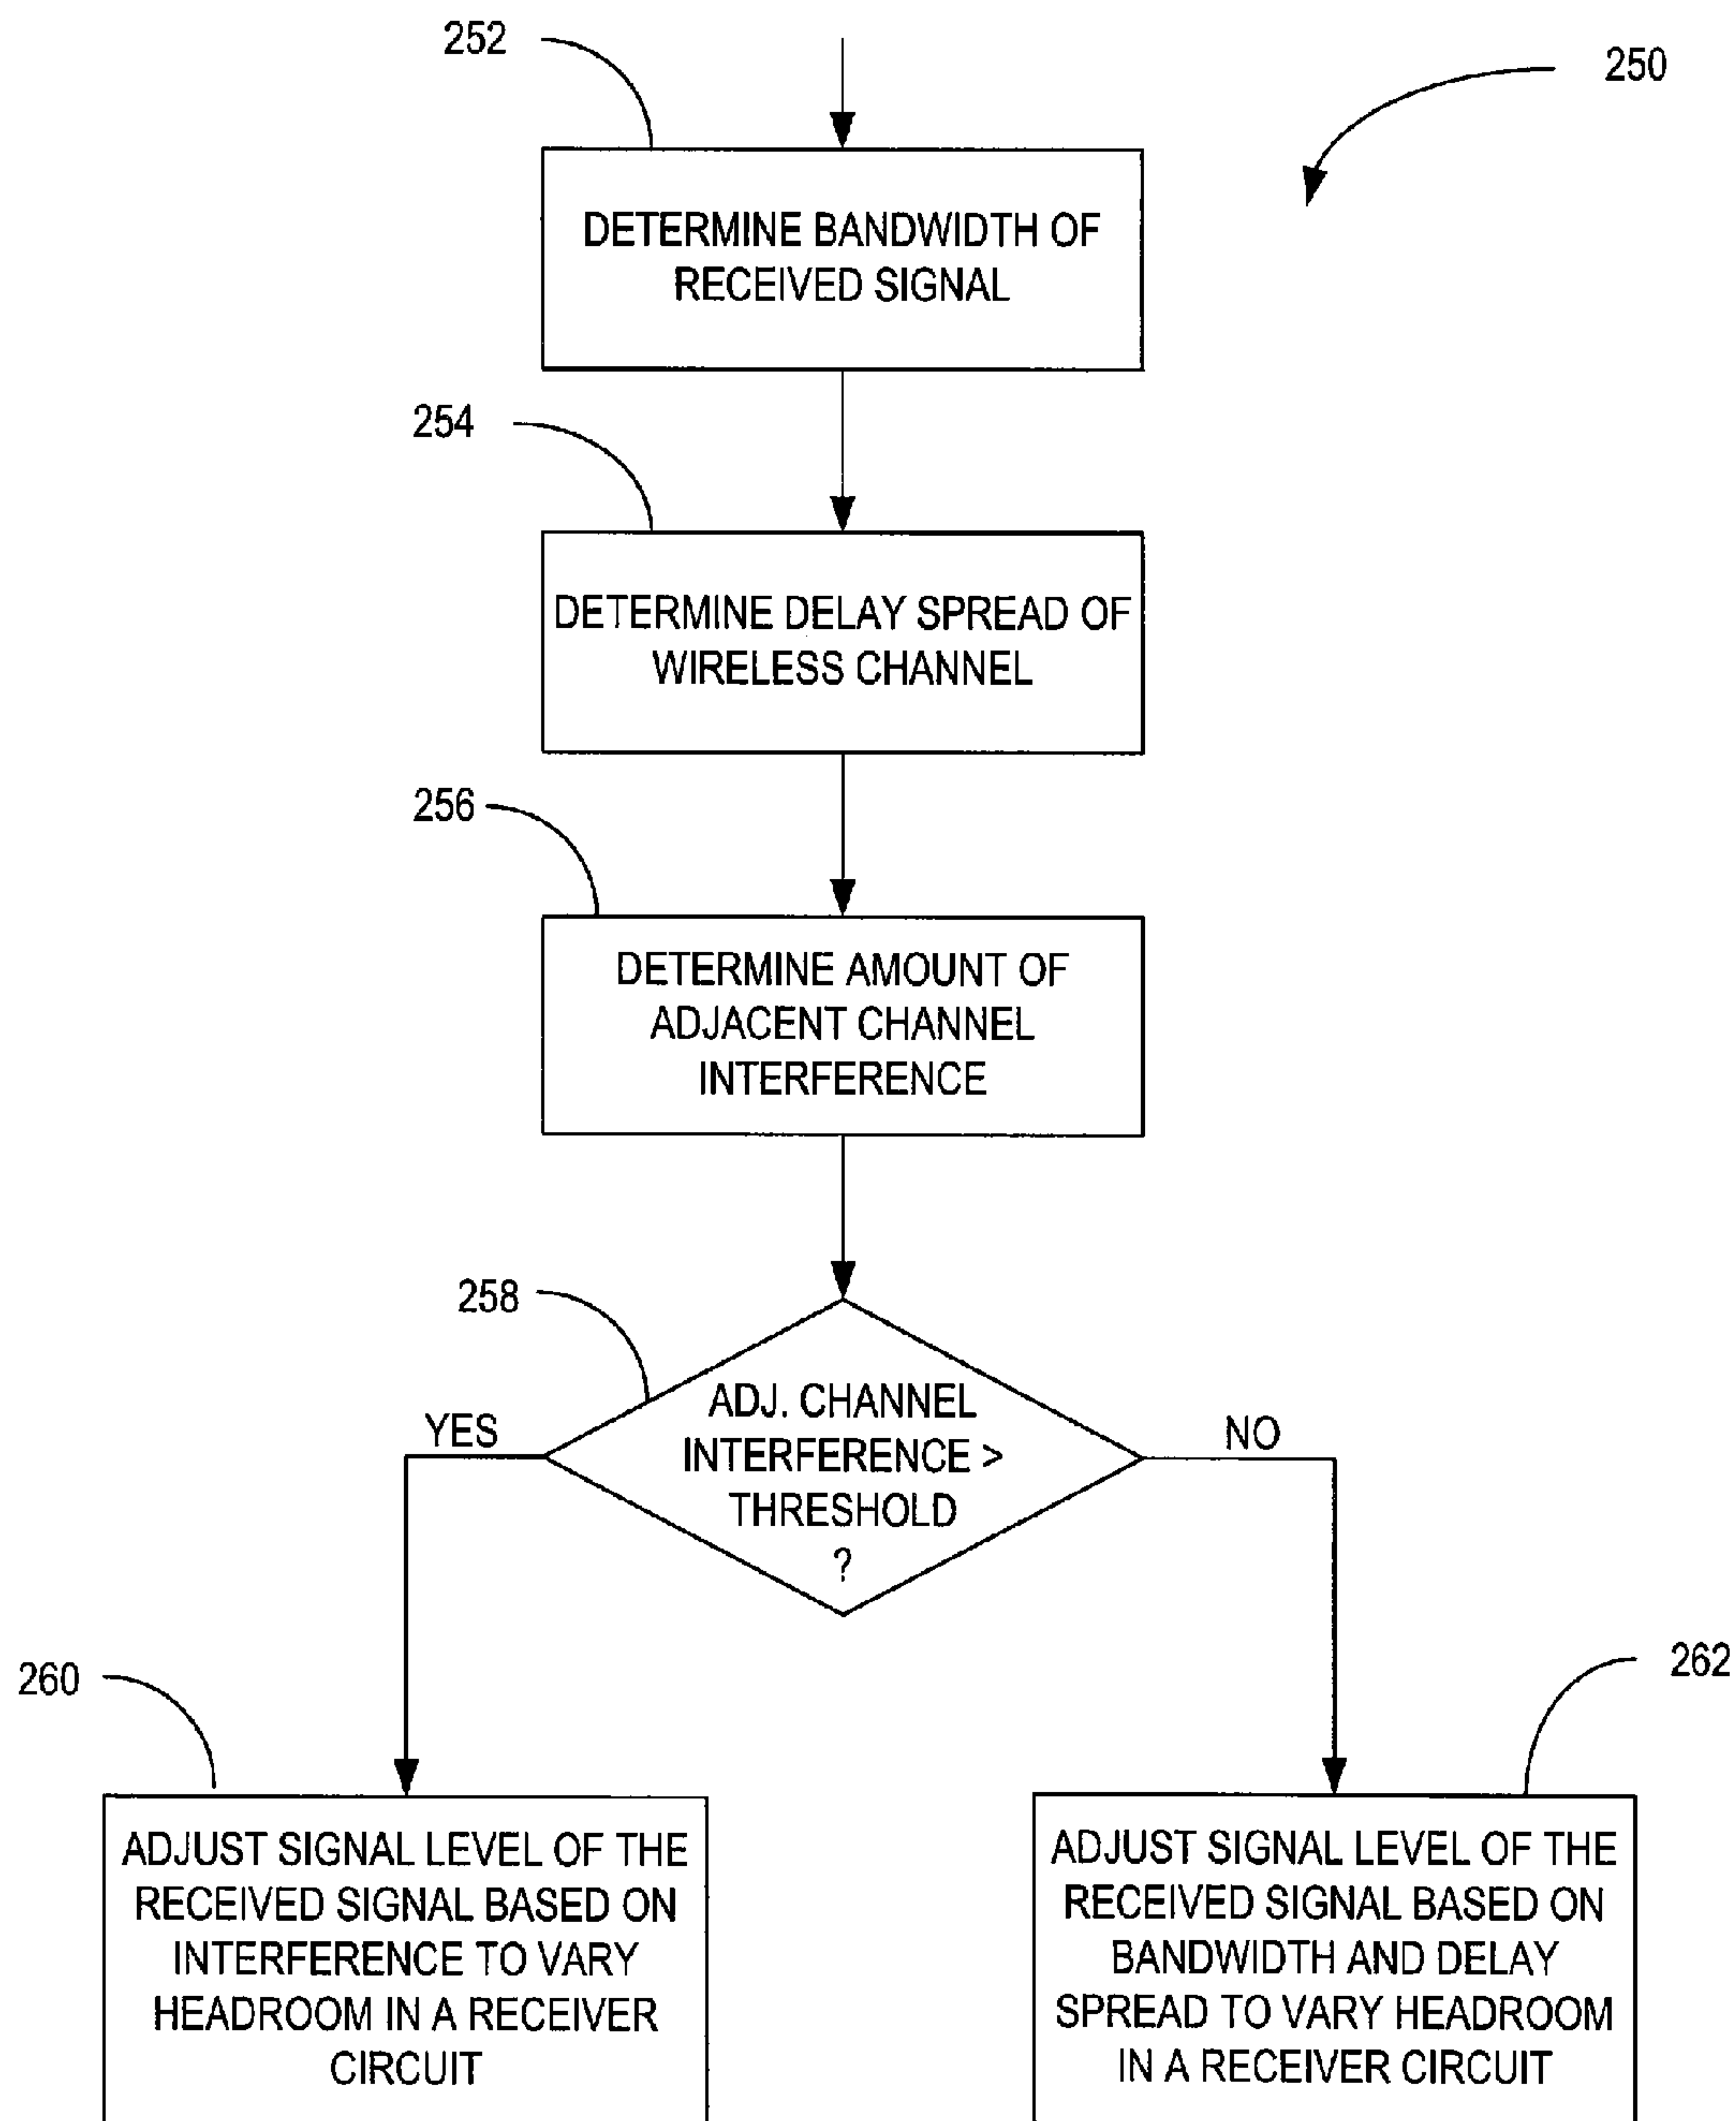 252
250
DETERMINE BANDWIDTH OF
RECEIVED SIGNAL
254
DETERMINE DELAY SPREAD OF
WIRELESS CHANNEL
256
DETERMINE AMOUNT OF
ADJACENT CHANNEL
INTERFERENCE
258
ADJ. CHANNEL
INTERFERENCE >
THRESHOLD
?
YES
NO
260
262
ADJUST SIGNAL LEVEL OF THE
RECEIVED SIGNAL BASED ON
INTERFERENCE TO VARY
HEADROOM IN A RECEIVER
CIRCUIT
ADJUST SIGNAL LEVEL OF THE
RECEIVED SIGNAL BASED ON
BANDWIDTH AND DELAY
SPREAD TO VARY HEADROOM
IN A RECEIVER CIRCUIT